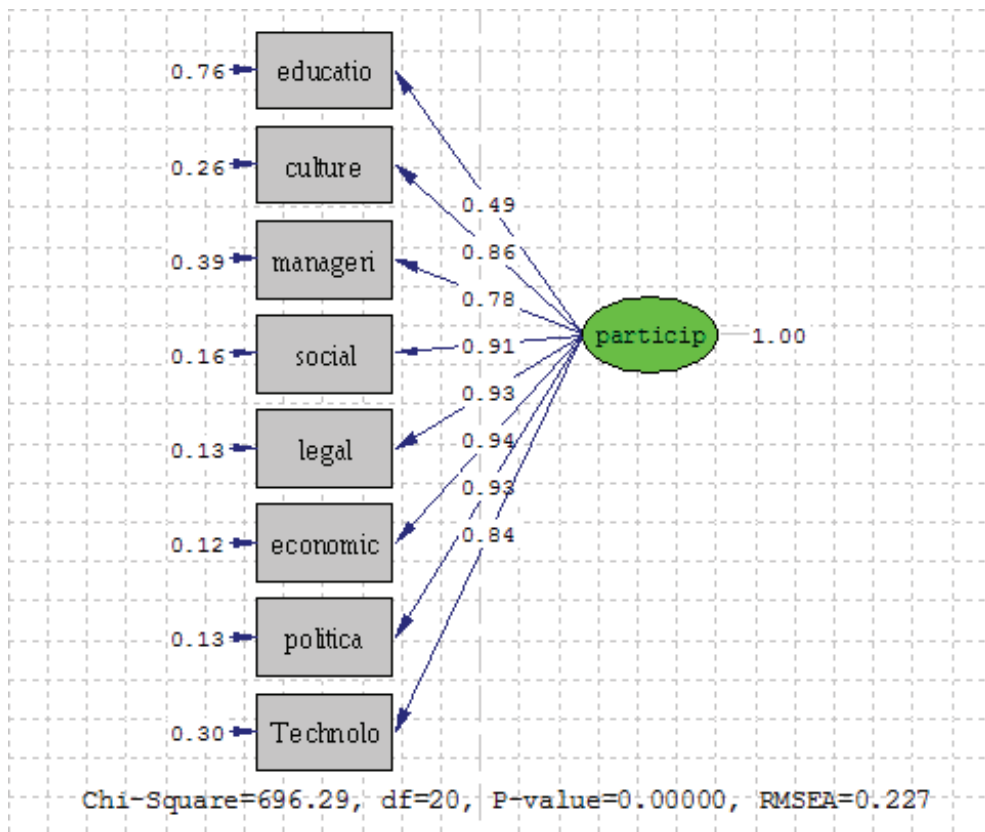 0.76 educatio
0.49
0.26 culture
0.86
0.39 manageri
0.78
particip 1.00
0.16 social
0.91
0.93
0.13 legal
0.94
0.93
0.12 economic
0.84
0.13 politica
0.30 Technolo
Chi-Square=696.29, df=20, P-value=0.00000, RMSEA=0.227